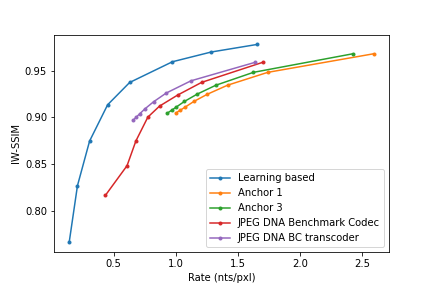 0.95
0.90
0.85
0.80
IW-SSIM
Learning based
Anchor 1
Anchor 3
JPEG DNA Benchmark Codec
JPEG DNA BC transcoder
0.5 1.0 1.5 2.0 2.5
Rate (nts/pxl)